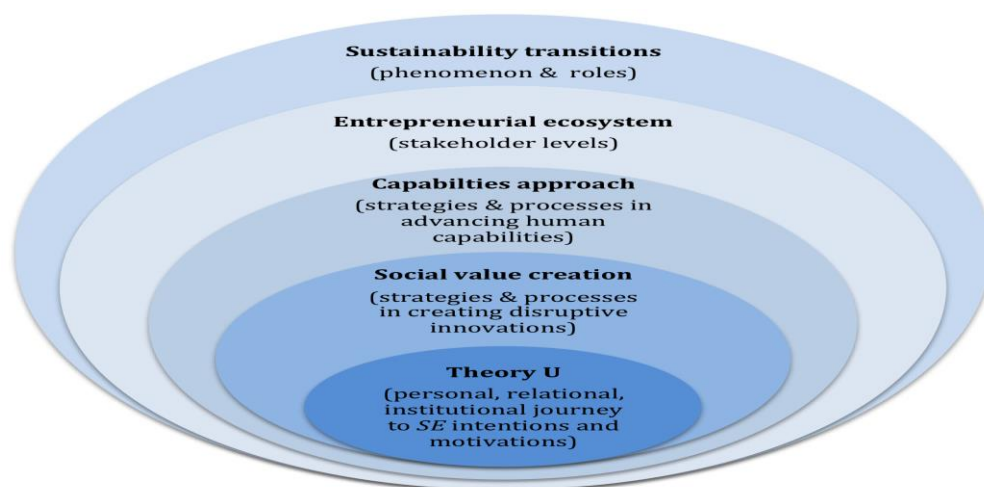 Sustainability transitions
(phenomenon & roles)
Entrepreneurial ecosystem
(stakeholder levels)
Capabilties approach
(strategies & processes in
advancing human
capabilities)
Social value creation
(strategies & processes
in creating disruptive
innovations)
Theory U
(personal, relational,
institutional journey
to SE intentions and
motivations)